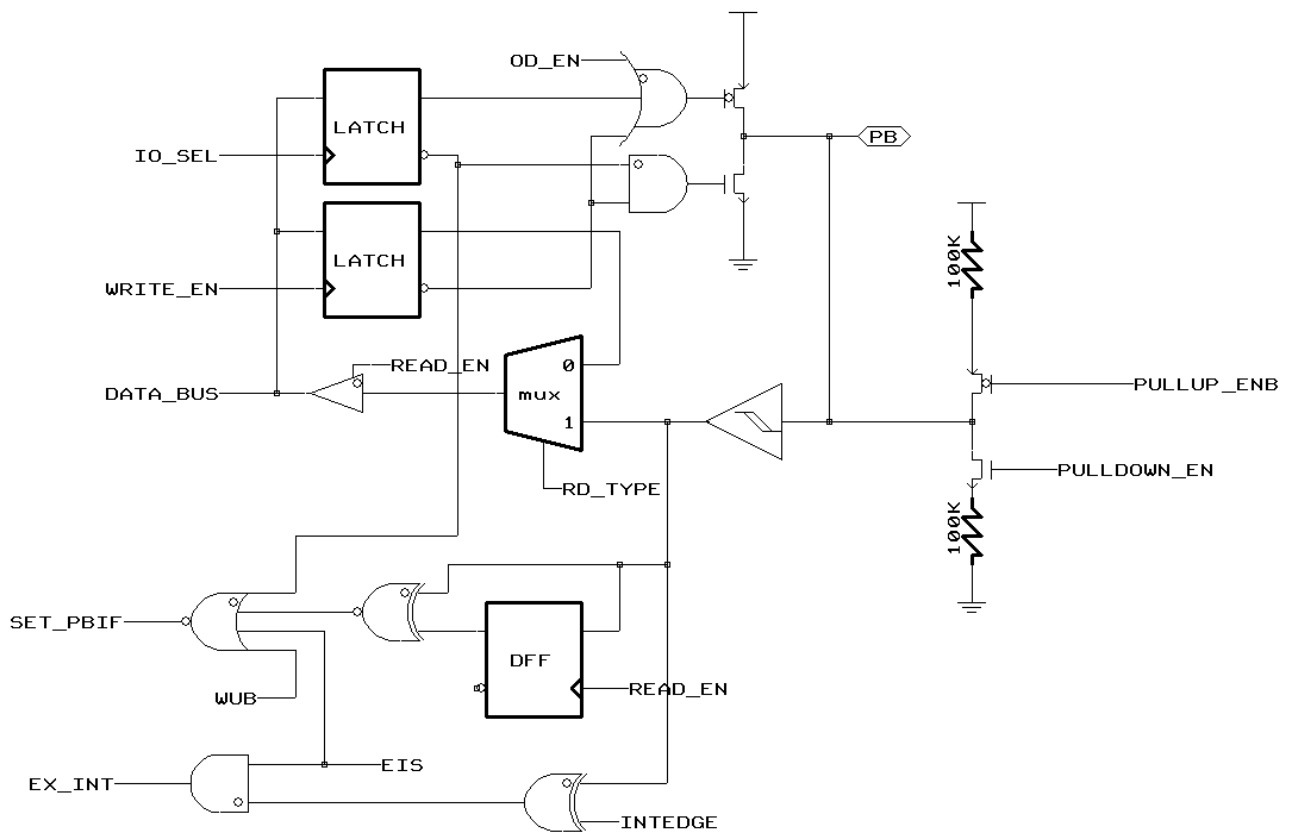 OD_EN
LATCH
PB
IO_SEL
LATCH
100K
WRITE_EN
READ_EN
0
PULLUP_ENB
DATA_BUS
mux
1
PULLDOWN_EN
RD_TYPE
100K
SET_PBIF
DFF
READ_EN
WUB
EIS
EX_INT
INTEDGE